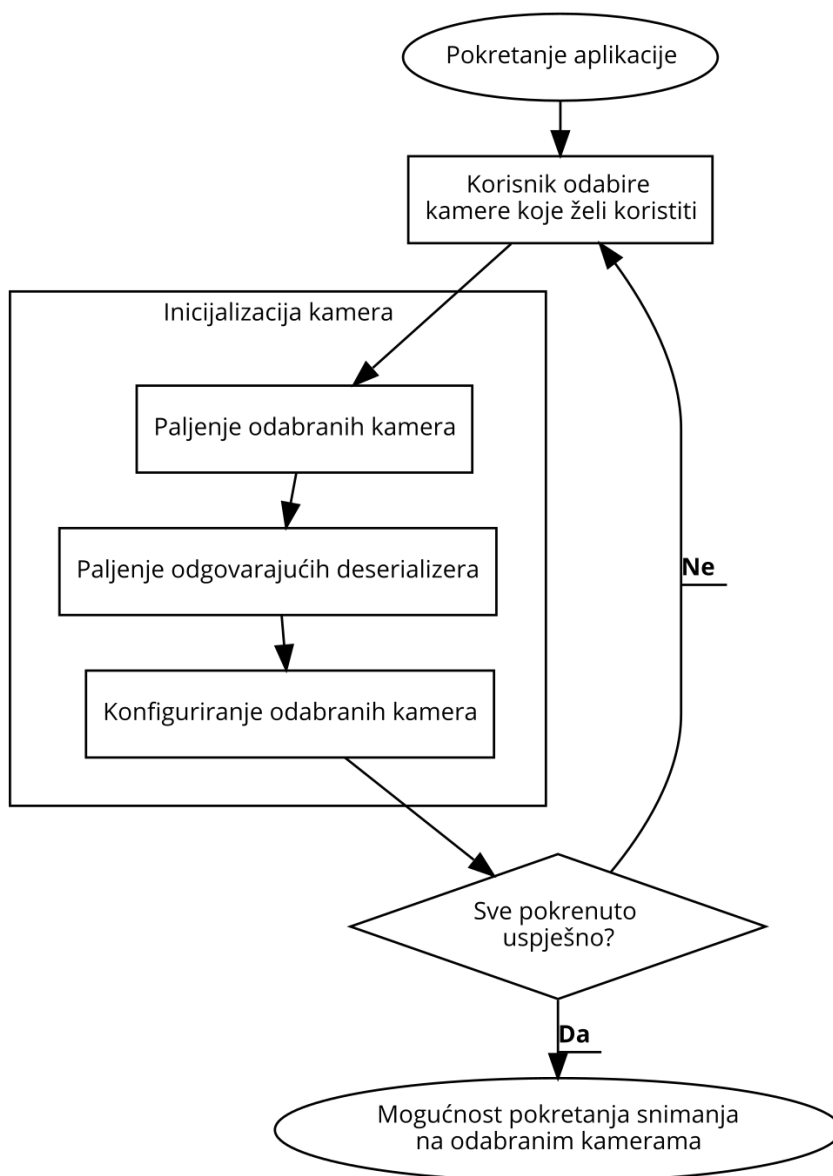 Pokretanje aplikacije
Korisnik odabire
kamere koje želi koristiti
Inicijalizacija kamera
Paljenje odabranih kamera
Paljenje odgovarajućih deserializera
Konfiguriranje odabranih kamera
Ne
Sve pokrenuto
uspješno?
Da
Mogućnost pokretanja snimanja
na odabranim kamerama